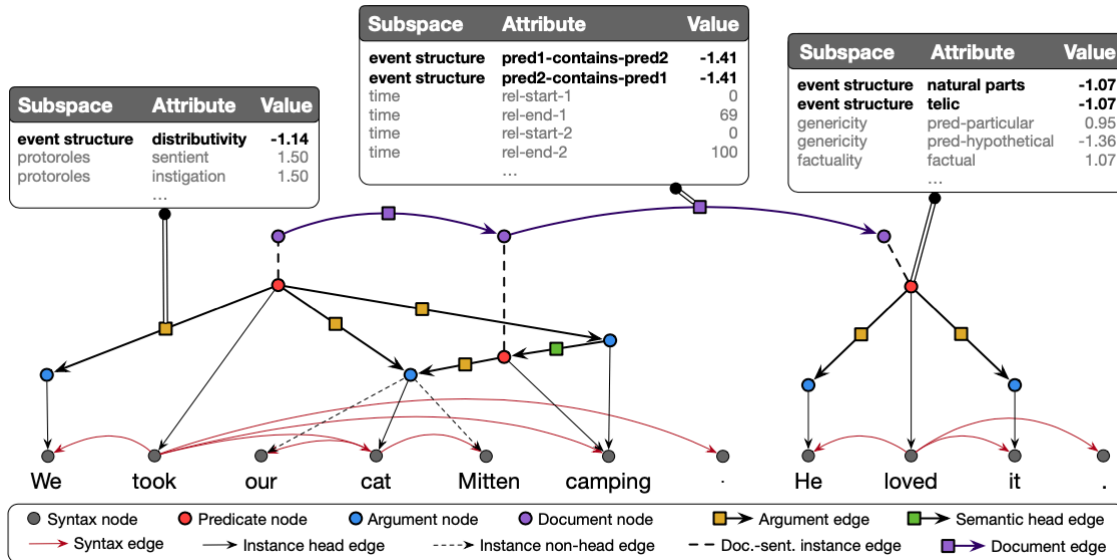 Subspace Attribute Value
event structure pred1-contains-pred2 -1.41
event structure pred2-contains-pred1 -1.41
time rel-start-1 0
time rel-end-1 69
time rel-start-2 0
time rel-end-2 100
...
Subspace Attribute Value
event structure natural parts -1.07
event structure telic -1.07
genericity pred-particular 0.95
genericity pred-hypothetical -1.36
factuality factual 1.07
...
Subspace Attribute Value
event structure distributivity -1.14
protoroles sentient 1.50
protoroles instigation 1.50
...
We took our cat Mitten camping . He loved it .
Syntax node Predicate node Argument node Document node Argument edge Semantic head edge
Syntax edge Instance head edge Instance non-head edge Doc.-sent. instance edge Document edge